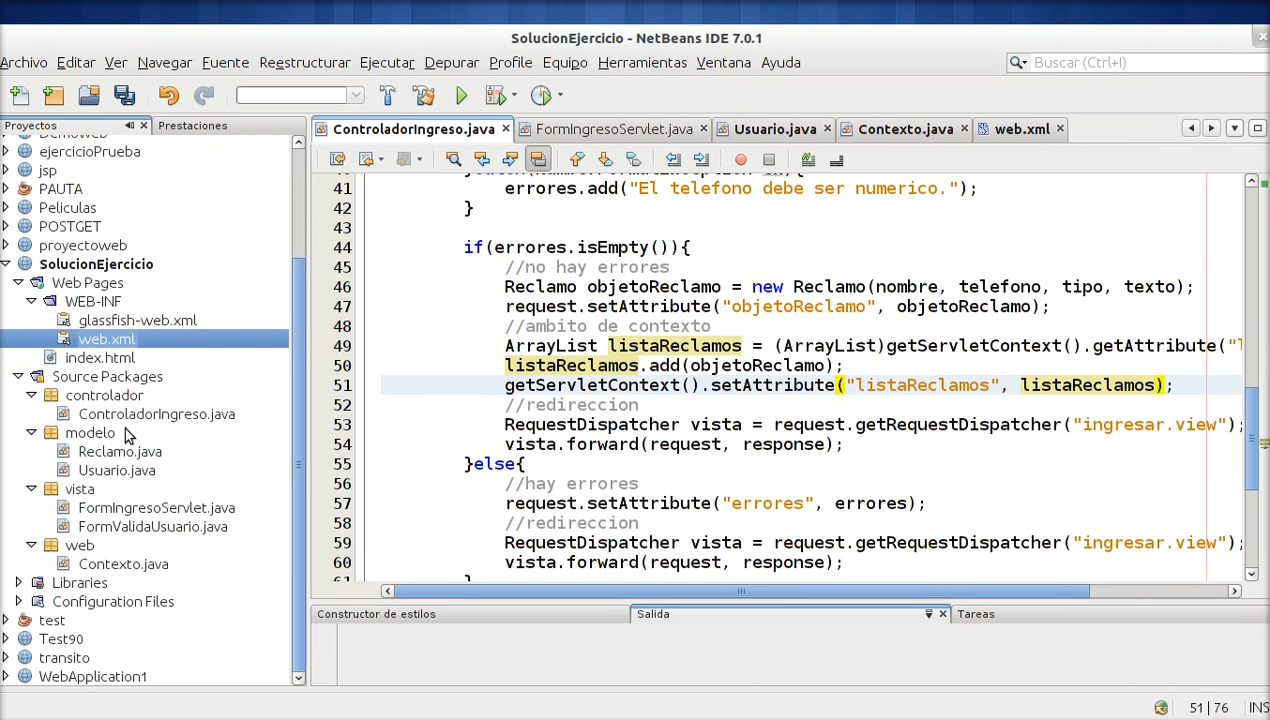 SolucionEjercicio - NetBeans IDE 7.0.1
Archivo Editar Ver Navegar Fuente Reestructurar Ejecutar Depurar Profile Equipo Herramientas Ventana Ayuda
Buscar (Ctrl+I)
Proyectos
Prestaciones
ControladorIngreso.java
FormIngresoServlet.java
Usuario.java
Contexto.java
web.xml
DemoWeb
ejercicioPrueba
jsp
PAUTA
Peliculas
POSTGET
proyectoweb
SolucionEjercicio
Web Pages
WEB-INF
glassfish-web.xml
web.xml
index.html
Source Packages
controlador
ControladorIngreso.java
modelo
Reclamo.java
Usuario.java
vista
FormIngresoServlet.java
FormValidaUsuario.java
web
Contexto.java
Libraries
Configuration Files
test
Test90
transito
WebApplication1
41 errores.add("El telefono debe ser numerico.");
42 }
43
44 if(errores.isEmpty()){
45 //no hay errores
46 Reclamo objetoReclamo = new Reclamo(nombre, telefono, tipo, texto);
47 request.setAttribute("objetoReclamo", objetoReclamo);
48 //ambito de contexto
49 ArrayList listaReclamos = (ArrayList)getServletContext().getAttribute("l
50 listaReclamos.add(objetoReclamo);
51 getServletContext().setAttribute("listaReclamos", listaReclamos);
52 //redireccion
53 RequestDispatcher vista = request.getRequestDispatcher("ingresar.view");
54 vista.forward(request, response);
55 }else{
56 //hay errores
57 request.setAttribute("errores", errores);
58 //redireccion
59 RequestDispatcher vista = request.getRequestDispatcher("ingresar.view");
60 vista.forward(request, response);
61 }
Constructor de estilos
Salida
Tareas
51 | 76 INS